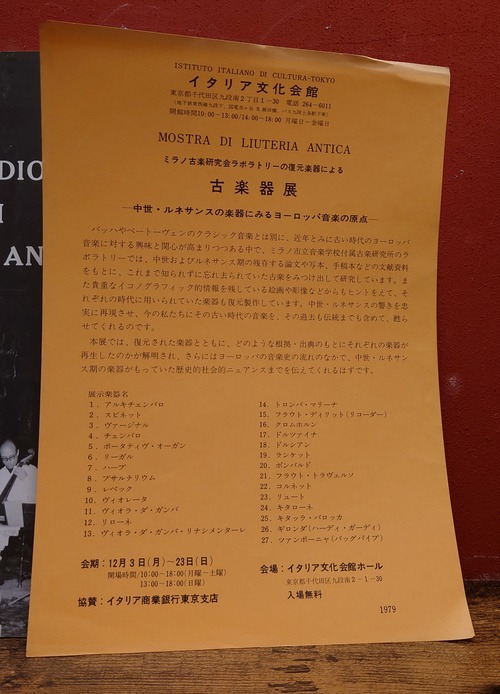 DIO
I
AN
ISTITUTO ITALIANO DI CULTURA-TOKYO
イタリア文化会館
東京都千代田区九段南2丁目1-30 電話 264-6011
開館時間10:00-13:00/14:00-18:00 月曜日-金曜日
MOSTRA DI LIUTERIA ANTICA
ミラノ古楽研究会ラボラトリーの復元楽器による
古楽器展
―中世・ルネサンスの楽器にみるヨーロッパ音楽の原点―
バッハやベートーヴェンのクラシック音楽とは別に、近年とみに古い時代のヨーロッパ
音楽に対する興味と関心が高まりつつある中で、ミラノ市立音楽学校付属古楽研究所のラ
ボラトリーでは、中世およびルネサンス期の残存する論文や写本、手稿本などの文献資料
をもとに、これまで知られずに忘れ去られていた古楽をみつけ出して研究しています。ま
た貴重なイコノグラフィック的情報を残している絵画や彫像などからもヒントをえて、そ
れぞれの時代に用いられていた楽器も復元製作しています。中世・ルネサンスの響きを忠
実に再現させ、今の私たちにその古い時代の音楽を、その過去も伝統までも含めて、甦ら
せてくれるのです。
本展では、復元された楽器とともに、どのような根拠・出典のもとにそれぞれの楽器が
再生したのかが解明され、さらにはヨーロッパの音楽史の流れのなかで、中世・ルネサン
ス期の楽器がもっていた歴史的社会的ニュアンスまでを伝えてくれるはずです。
展示楽器名
1．アルキチェンバロ
2．スピネット
3．ヴァージナル
4．チェンバロ
5．ポータティヴ・オーガン
6．リーガル
7．ハープ
8．プサルテリウム
9．レベック
10．ヴィオレータ
11．ヴィオラ・ダ・ガンバ
12．リローネ
13．ヴィオラ・ダ・ガンバ・リナシメンターレ
14．トロンバ・マリーナ
15．フラウト・ディリット(リコーダー)
16．クロムホルン
17．ドルツァイナ
18．ドルシアン
19．ランケット
20．ボンバルド
21．フラウト・トラヴェルソ
22．コルネット
23．リュート
24．キタローネ
25．キタッラ・バロッカ
26．ギロンダ(ハーディ・ガーディ)
27．ツァンポーニャ(バッグパイプ)
会期：12月3日(月)～23日(日)
開場時間/10:00-18:00(月曜～土曜)
13:00-18:00(日曜)
協賛：イタリア商業銀行東京支店
会場：イタリア文化会館ホール
東京都千代田区九段南2-1-30
入場無料
1979